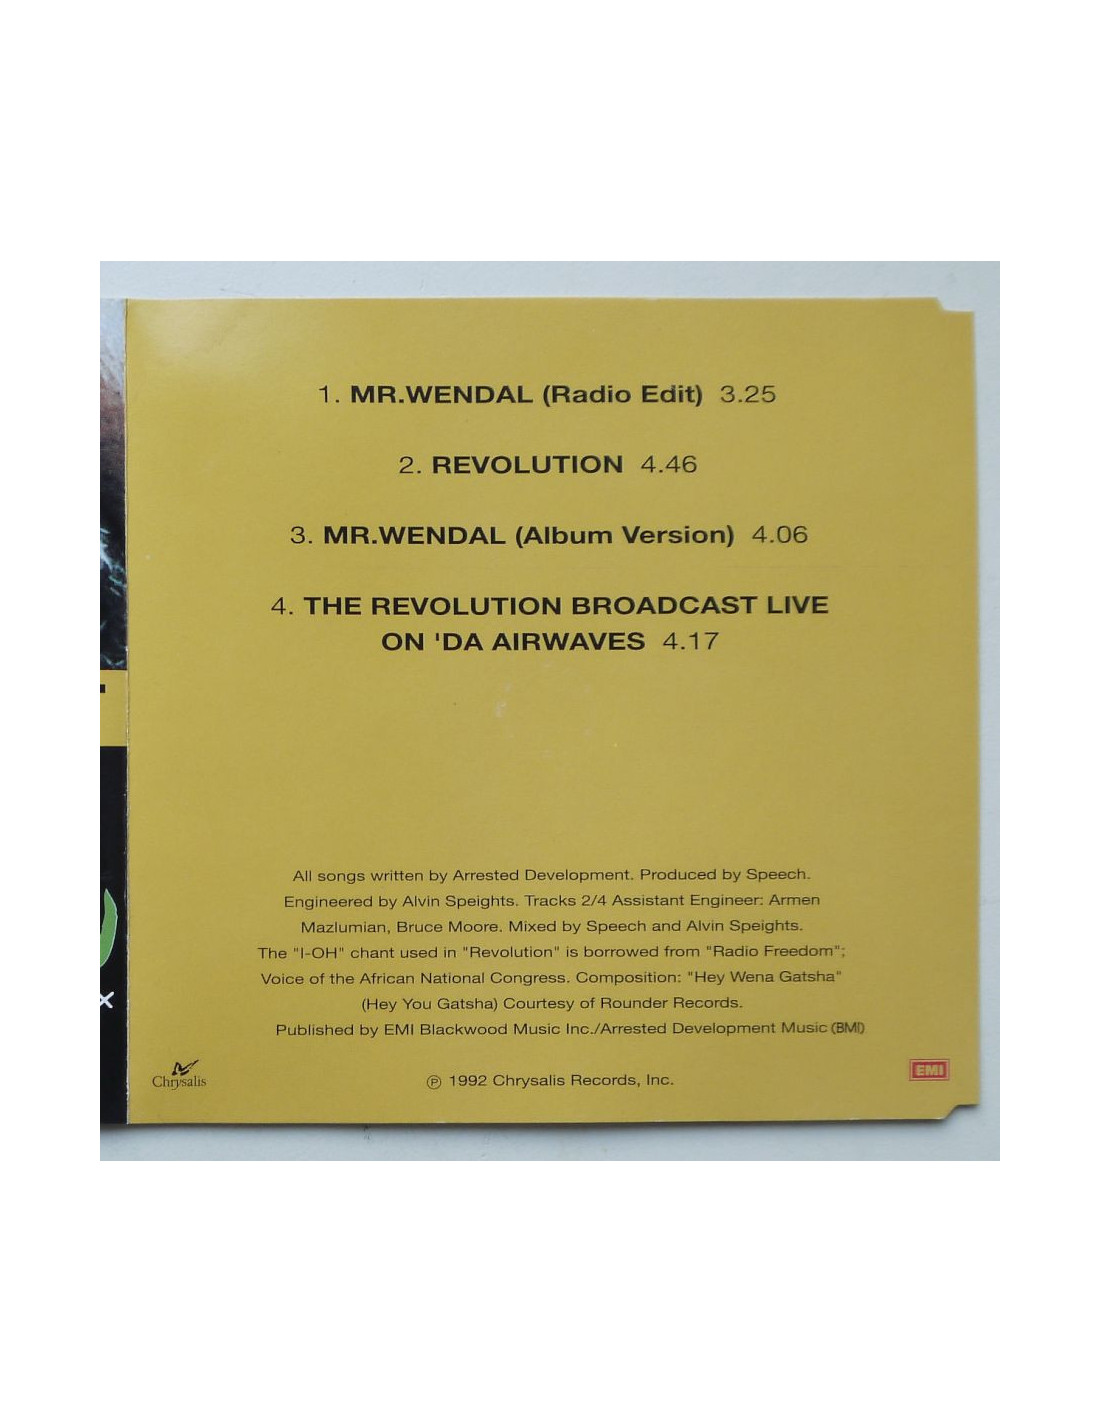 1. MR.WENDAL (Radio Edit) 3.25
2. REVOLUTION 4.46
3. MR.WENDAL (Album Version) 4.06
4. THE REVOLUTION BROADCAST LIVE
ON 'DA AIRWAVES 4.17
All songs written by Arrested Development. Produced by Speech.
Engineered by Alvin Speights. Tracks 2/4 Assistant Engineer: Armen
Mazlumian, Bruce Moore. Mixed by Speech and Alvin Speights.
The "I-OH" chant used in "Revolution" is borrowed from "Radio Freedom";
Voice of the African National Congress. Composition: "Hey Wena Gatsha"
(Hey You Gatsha) Courtesy of Rounder Records.
Published by EMI Blackwood Music Inc./Arrested Development Music (BMI)
Chrysalis
℗ 1992 Chrysalis Records, Inc.
EMI